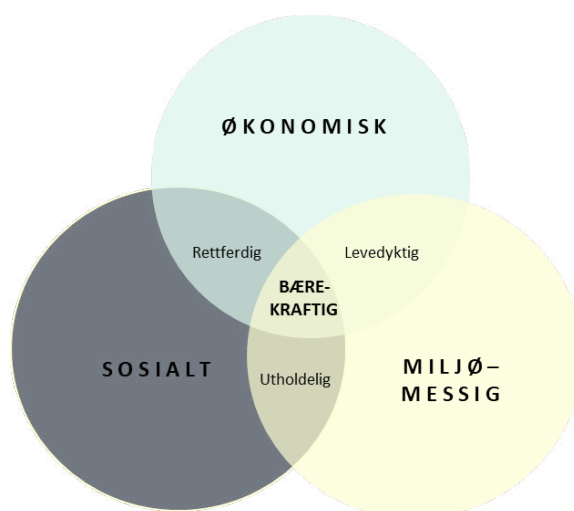 ØKONOMISK
Rettferdig
Levedyktig
BÆRE-
KRAFTIG
SOSIALT
Utholdelig
MILJØ–
MESSIG